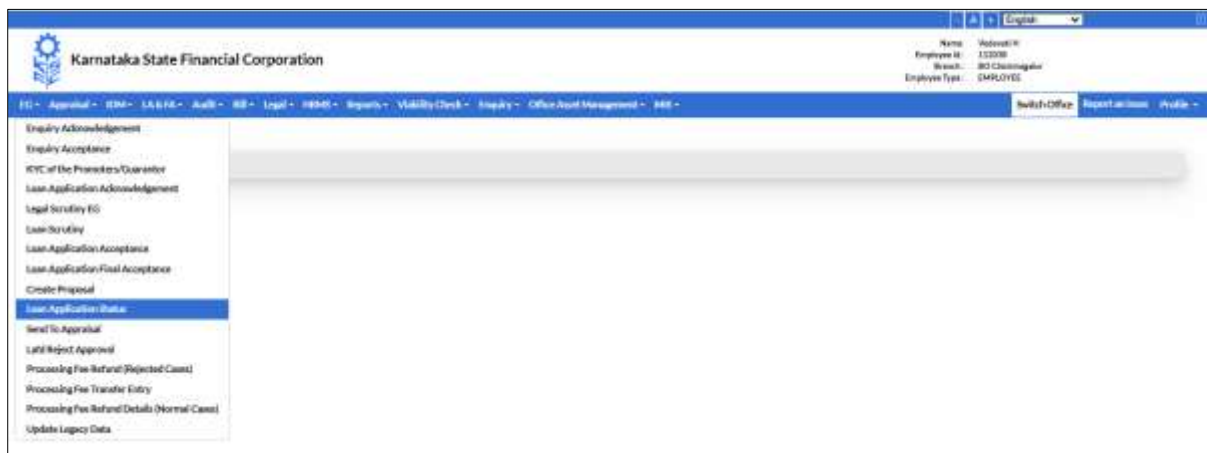 A + English
Karnataka State Financial Corporation
Name: Vedavati H
Employee Id:
Branch: BO Chikmagalur
Employee Type: EMPLOYEE
EG Appraisal IDM LA & FA Audit Bill Legal HRMS Reports Viability Check Enquiry Office Asset Management MIS Switch Office Report an Issue Profile
Enquiry Acknowledgement
Enquiry Acceptance
KYC of the Promoters/Guarantor
Loan Application Acknowledgement
Legal Scrutiny EG
Loan Scrutiny
Loan Application Acceptance
Loan Application Final Acceptance
Create Proposal
Loan Application Status
Send To Appraisal
Reject Approval
Processing Fee Refund (Rejected Cases)
Processing Fee Transfer Entry
Processing Fee Refund Details (Normal Cases)
Update Legacy Data